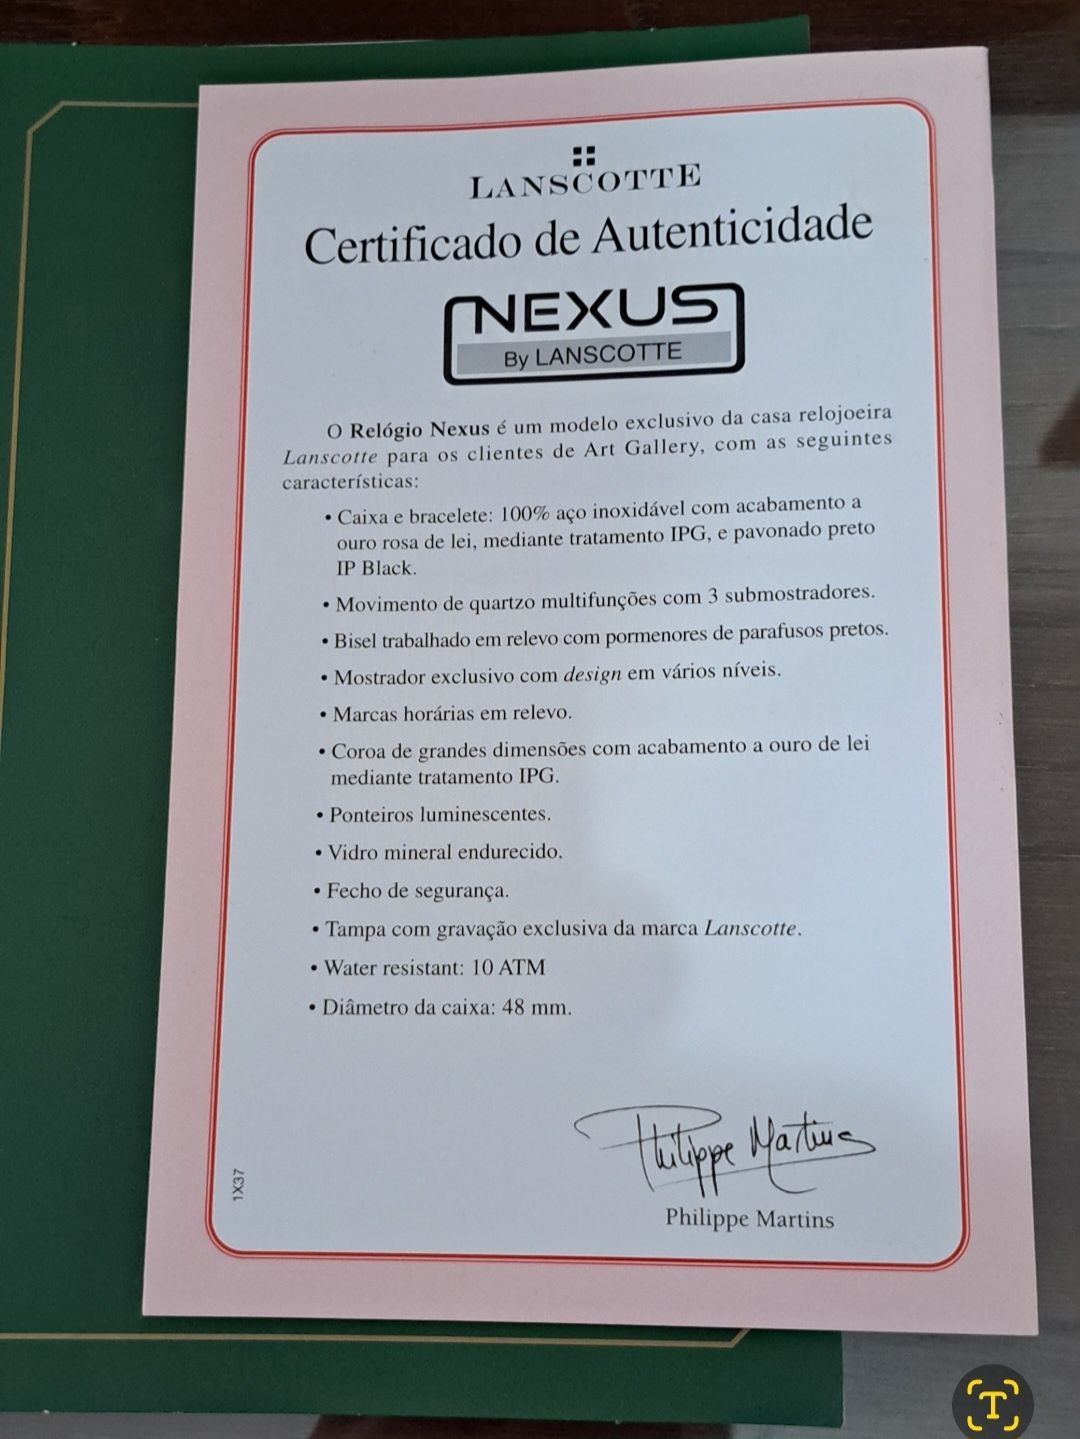 LANSCOTTE
Certificado de Autenticidade
NEXUS
By LANSCOTTE
O Relógio Nexus é um modelo exclusivo da casa relojoeira
Lanscotte para os clientes de Art Gallery, com as seguintes
características:
• Caixa e bracelete: 100% aço inoxidável com acabamento a
ouro rosa de lei, mediante tratamento IPG, e pavonado preto
IP Black.
• Movimento de quartzo multifunções com 3 submostradores.
• Bisel trabalhado em relevo com pormenores de parafusos pretos.
• Mostrador exclusivo com design em vários níveis.
• Marcas horárias em relevo.
• Coroa de grandes dimensões com acabamento a ouro de lei
mediante tratamento IPG.
• Ponteiros luminescentes.
• Vidro mineral endurecido.
• Fecho de segurança.
• Tampa com gravação exclusiva da marca Lanscotte.
• Water resistant: 10 ATM
• Diâmetro da caixa: 48 mm.
Philippe Martins
Philippe Martins
1X37
T